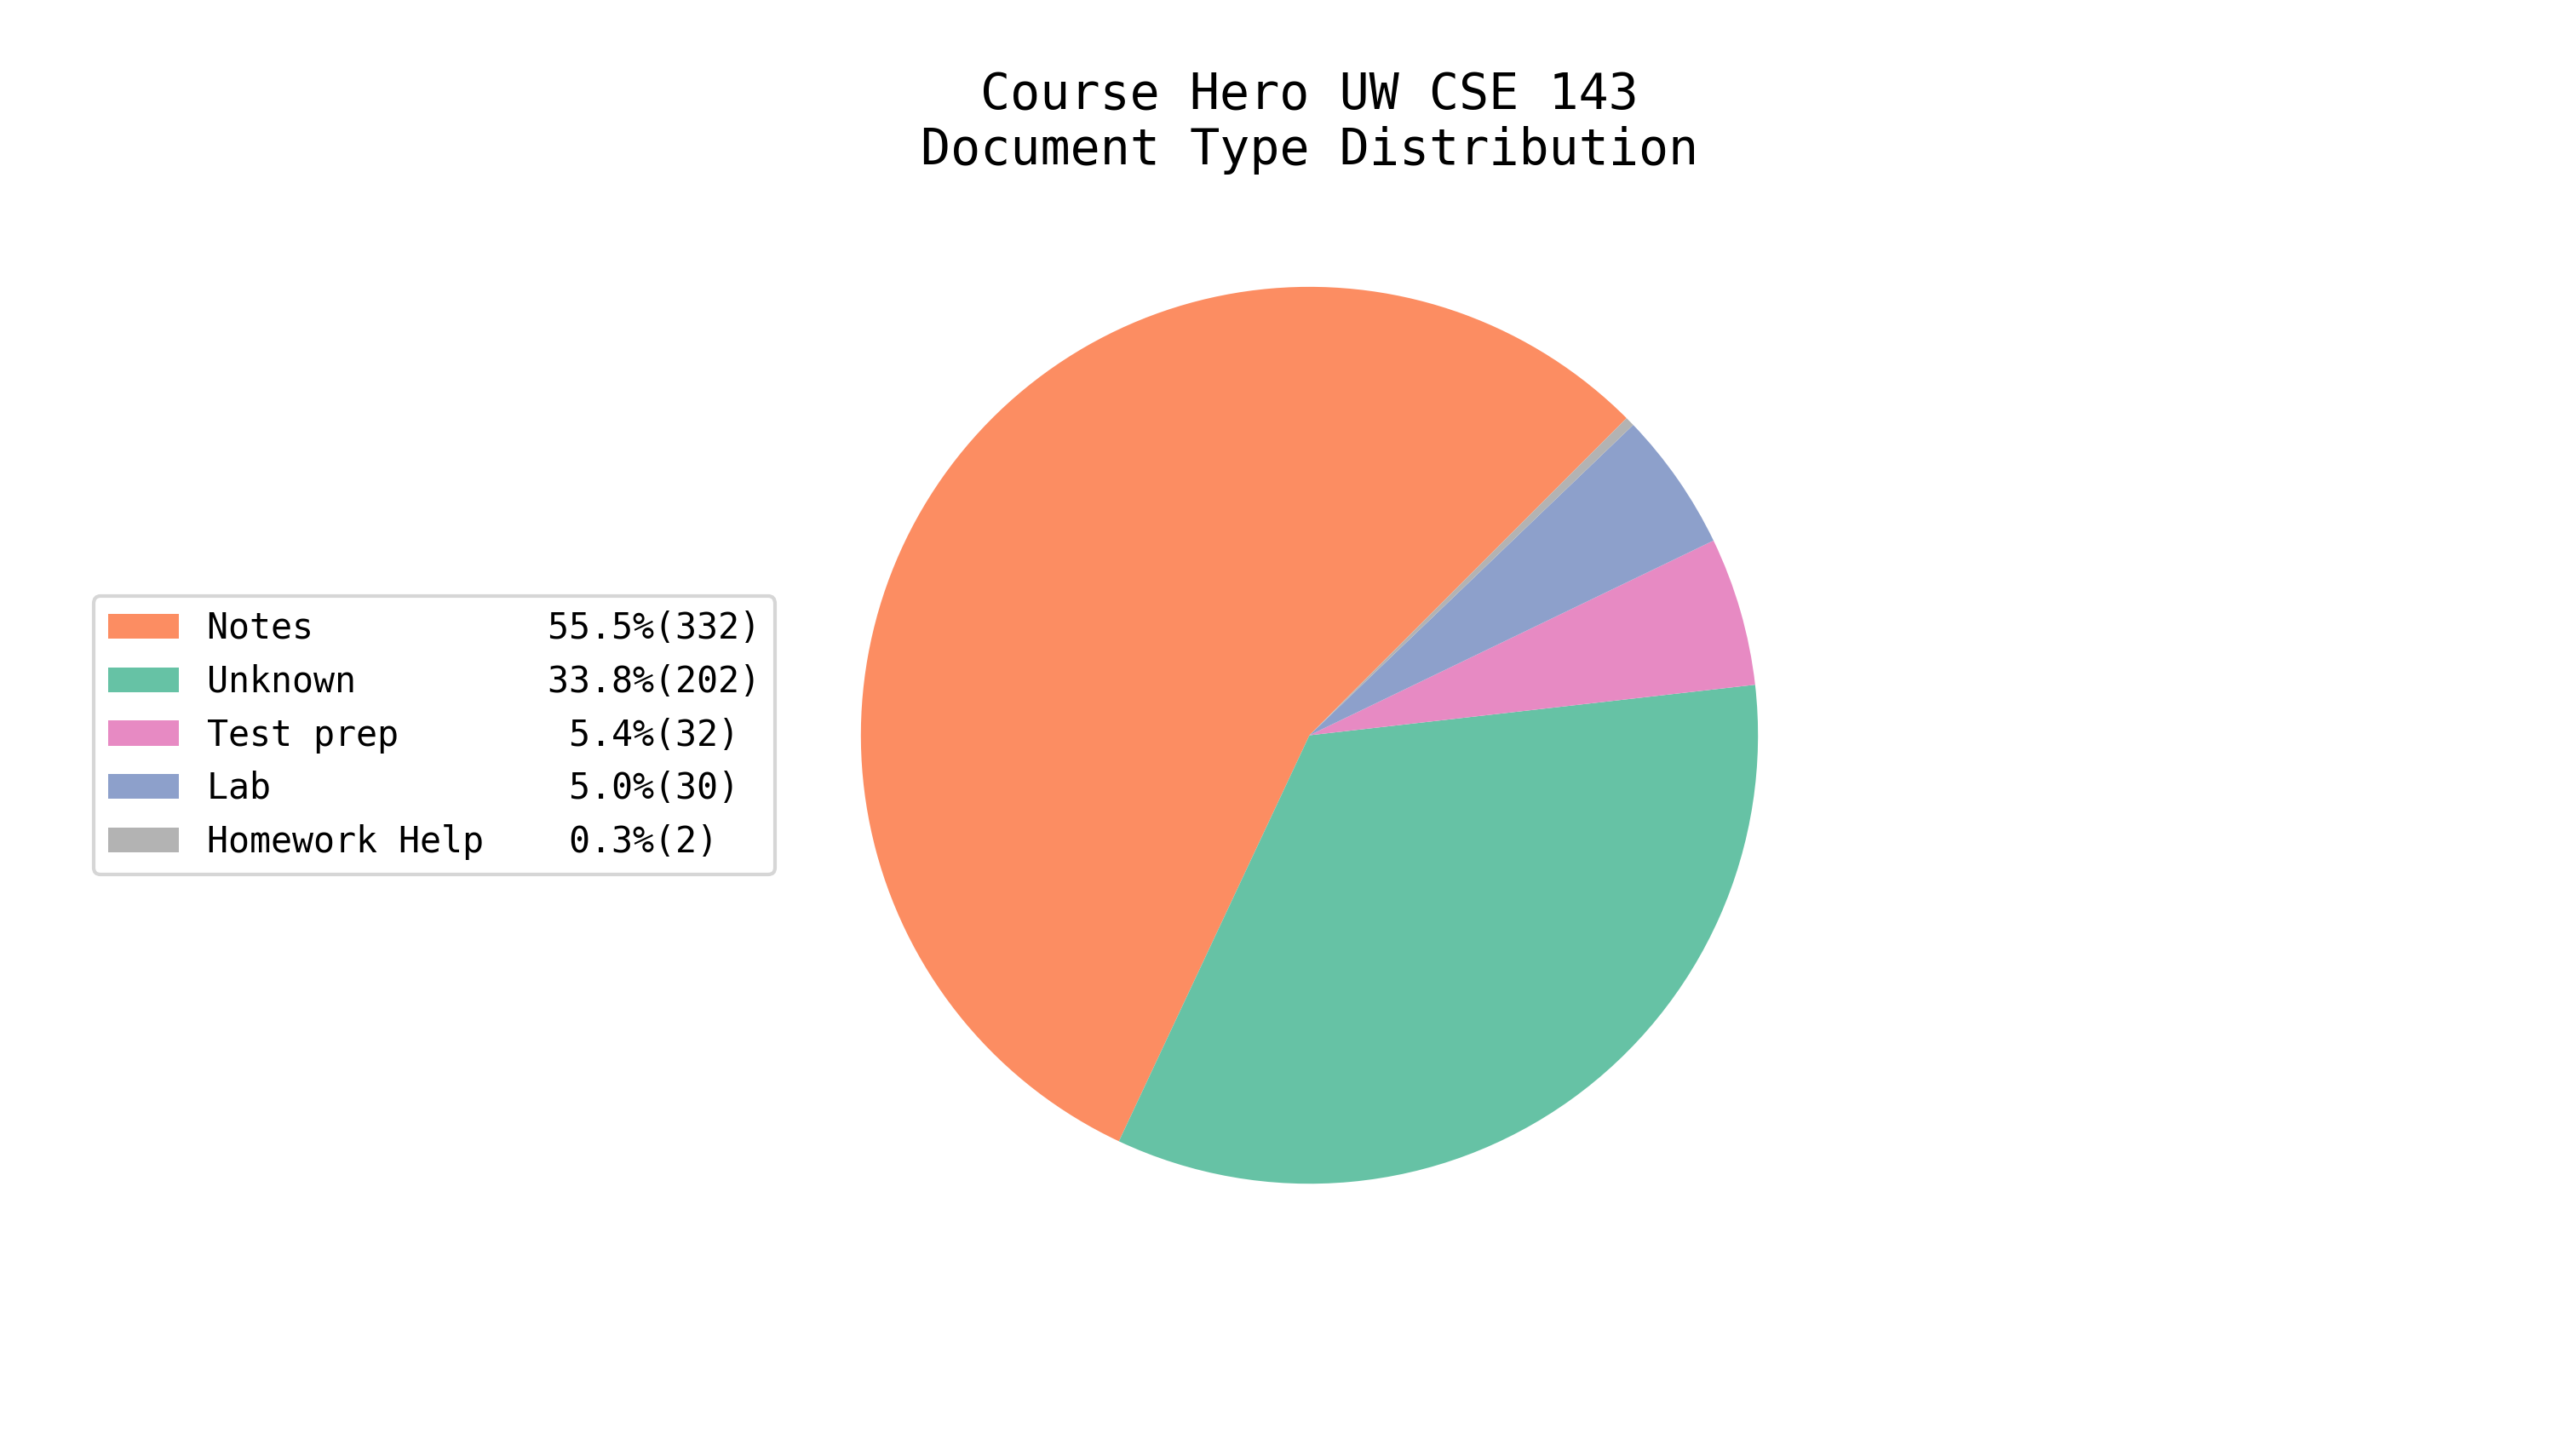 Course Hero UW CSE 143
Document Type Distribution
Notes 55.5%(332)
Unknown 33.8%(202)
Test prep 5.4%(32)
Lab 5.0%(30)
Homework Help 0.3%(2)